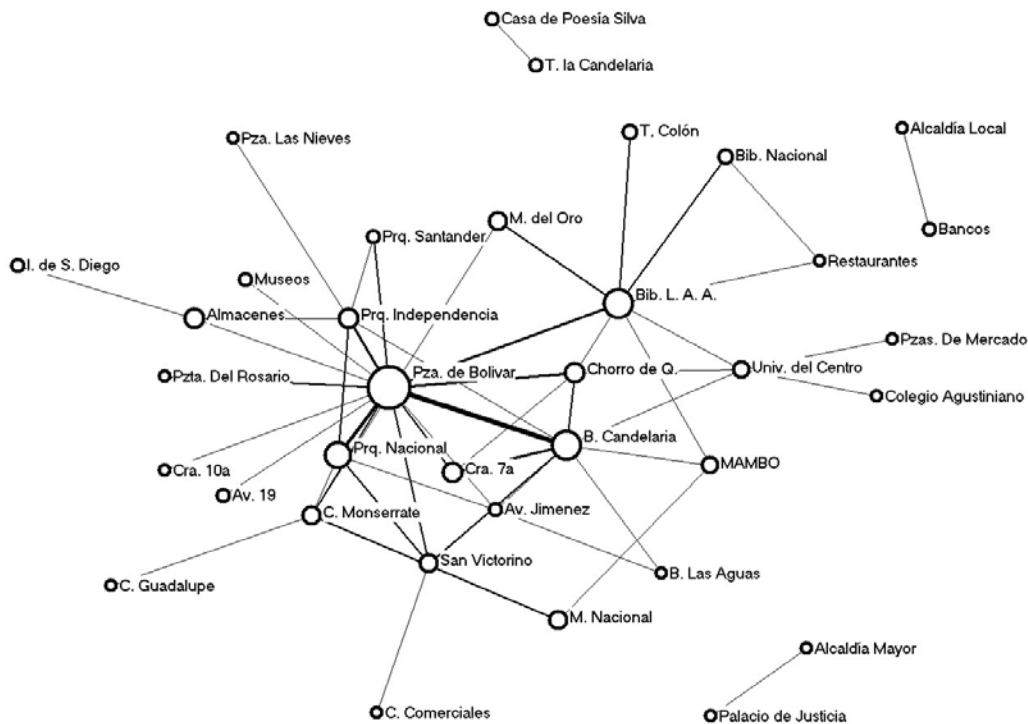 Casa de Poesía Silva
T. la Candelaria
T. Colón
Alcaldía Local
Pza. Las Nieves
Bib. Nacional
M. del Oro
Bancos
Prq. Santander
Restaurantes
I. de S. Diego
Museos
Bib. L. A. A.
Almacenes
Prq. Independencia
Pzas. De Mercado
Pzta. Del Rosario
Pza. de Bolivar
Chorro de Q.
Univ. del Centro
Colegio Agustiniano
B. Candelaria
Prq. Nacional
Cra. 10a
Cra. 7a
MAMBO
Av. 19
C. Monserrate
Av. Jimenez
San Victorino
B. Las Aguas
C. Guadalupe
M. Nacional
Alcaldía Mayor
C. Comerciales
Palacio de Justicia